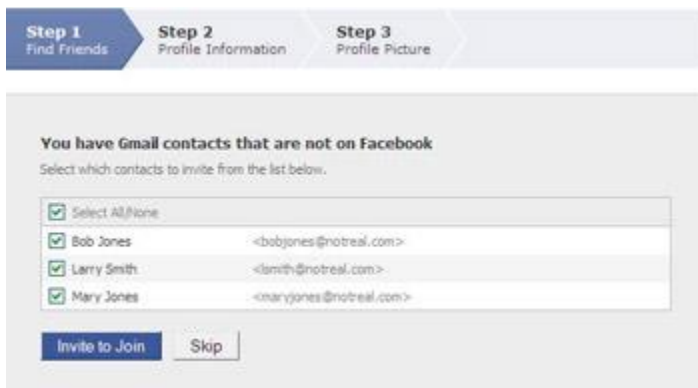 Step 1
Find Friends
Step 2
Profile Information
Step 3
Profile Picture
You have Gmail contacts that are not on Facebook
Select which contacts to invite from the list below.
Select All/None
Bob Jones <bobjones@notreal.com>
Larry Smith <lsmith@notreal.com>
Mary Jones <maryjones@notreal.com>
Invite to Join Skip